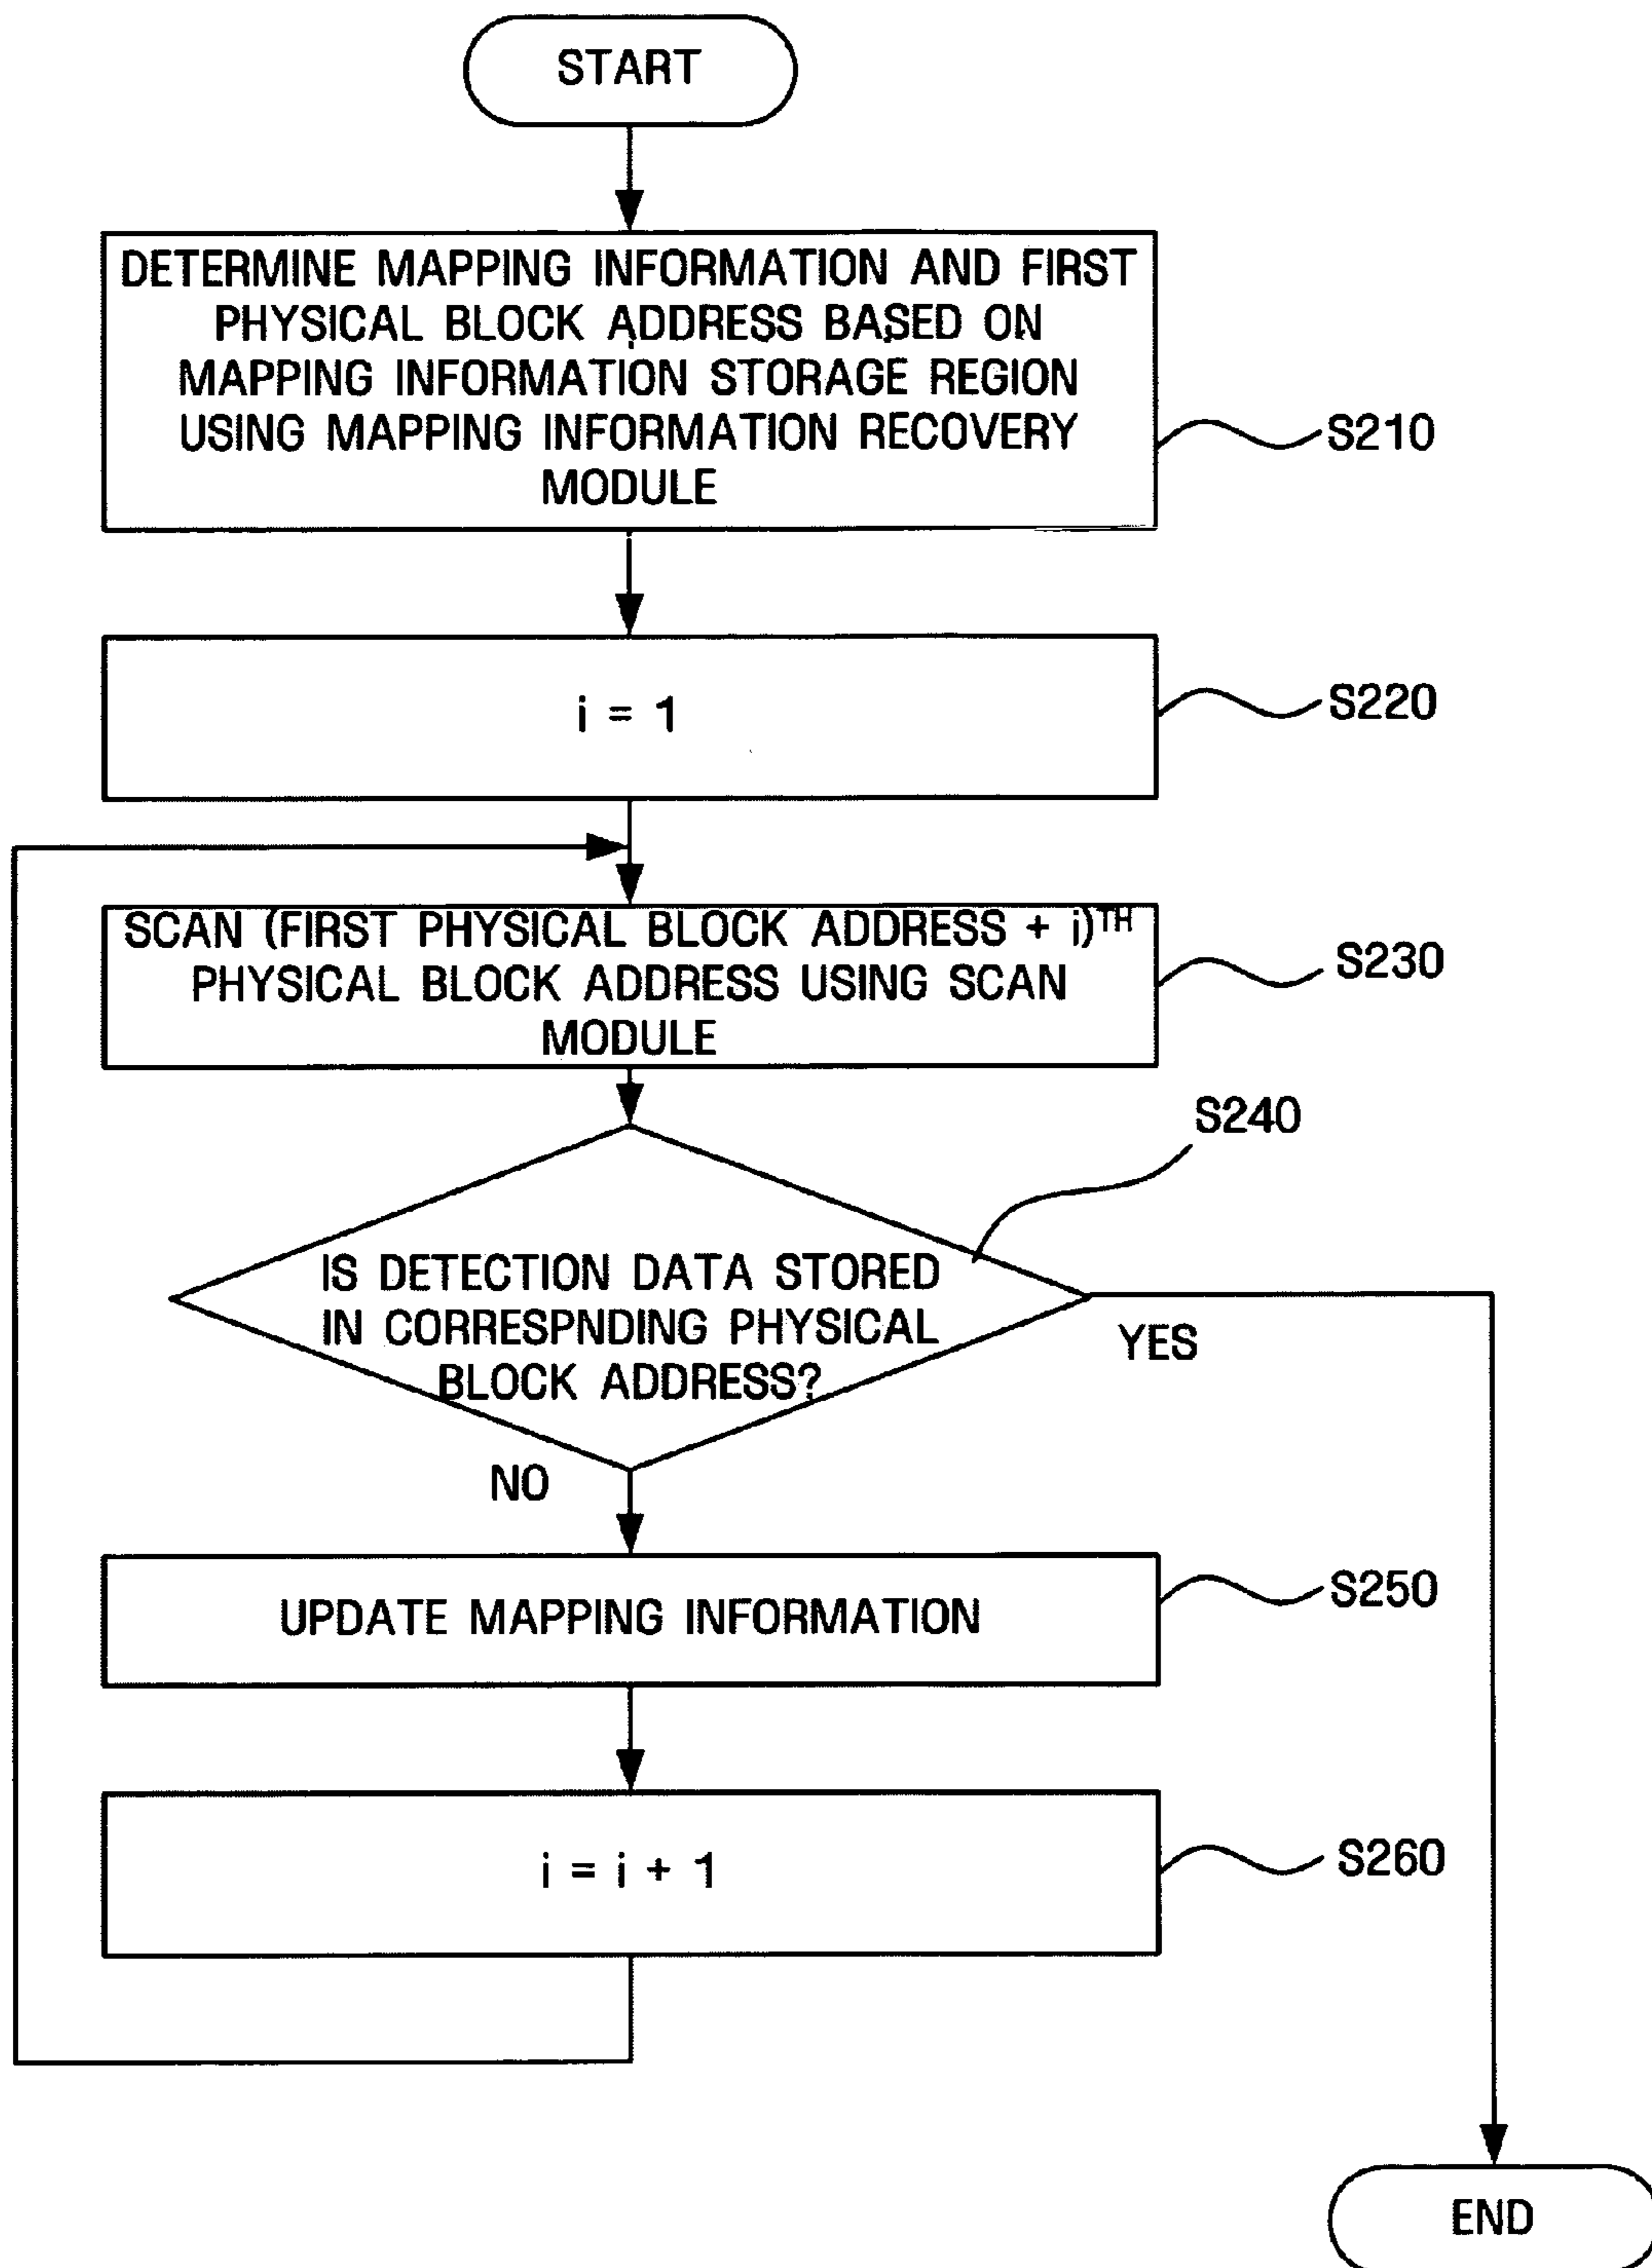 START
DETERMINE MAPPING INFORMATION AND FIRST
PHYSICAL BLOCK ADDRESS BASED ON
MAPPING INFORMATION STORAGE REGION
USING MAPPING INFORMATION RECOVERY
MODULE
S210
i = 1
S220
SCAN (FIRST PHYSICAL BLOCK ADDRESS + i)TH
PHYSICAL BLOCK ADDRESS USING SCAN
MODULE
S230
S240
IS DETECTION DATA STORED
IN CORRESPNDING PHYSICAL
BLOCK ADDRESS?
YES
NO
UPDATE MAPPING INFORMATION
S250
i = i + 1
S260
END